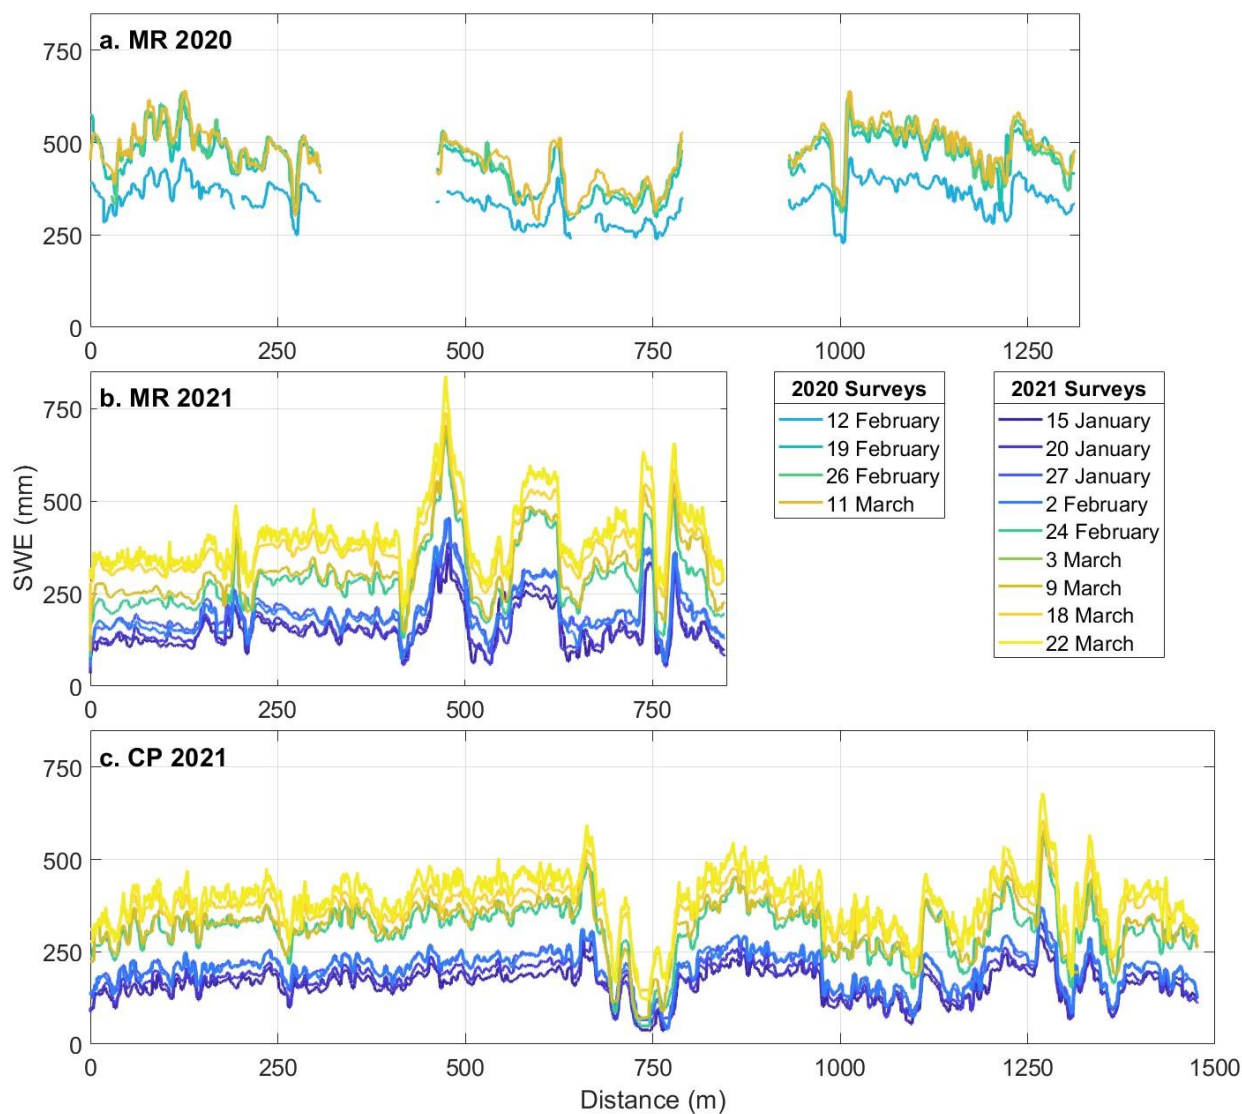 a. MR 2020
750
500
250
0
0 250 500 750 1000 1250
b. MR 2021
750
500
250
0
0 250 500 750
SWE (mm)
2020 Surveys
12 February
19 February
26 February
11 March
2021 Surveys
15 January
20 January
27 January
2 February
24 February
3 March
9 March
18 March
22 March
c. CP 2021
750
500
250
0
0 250 500 750 1000 1250 1500
Distance (m)